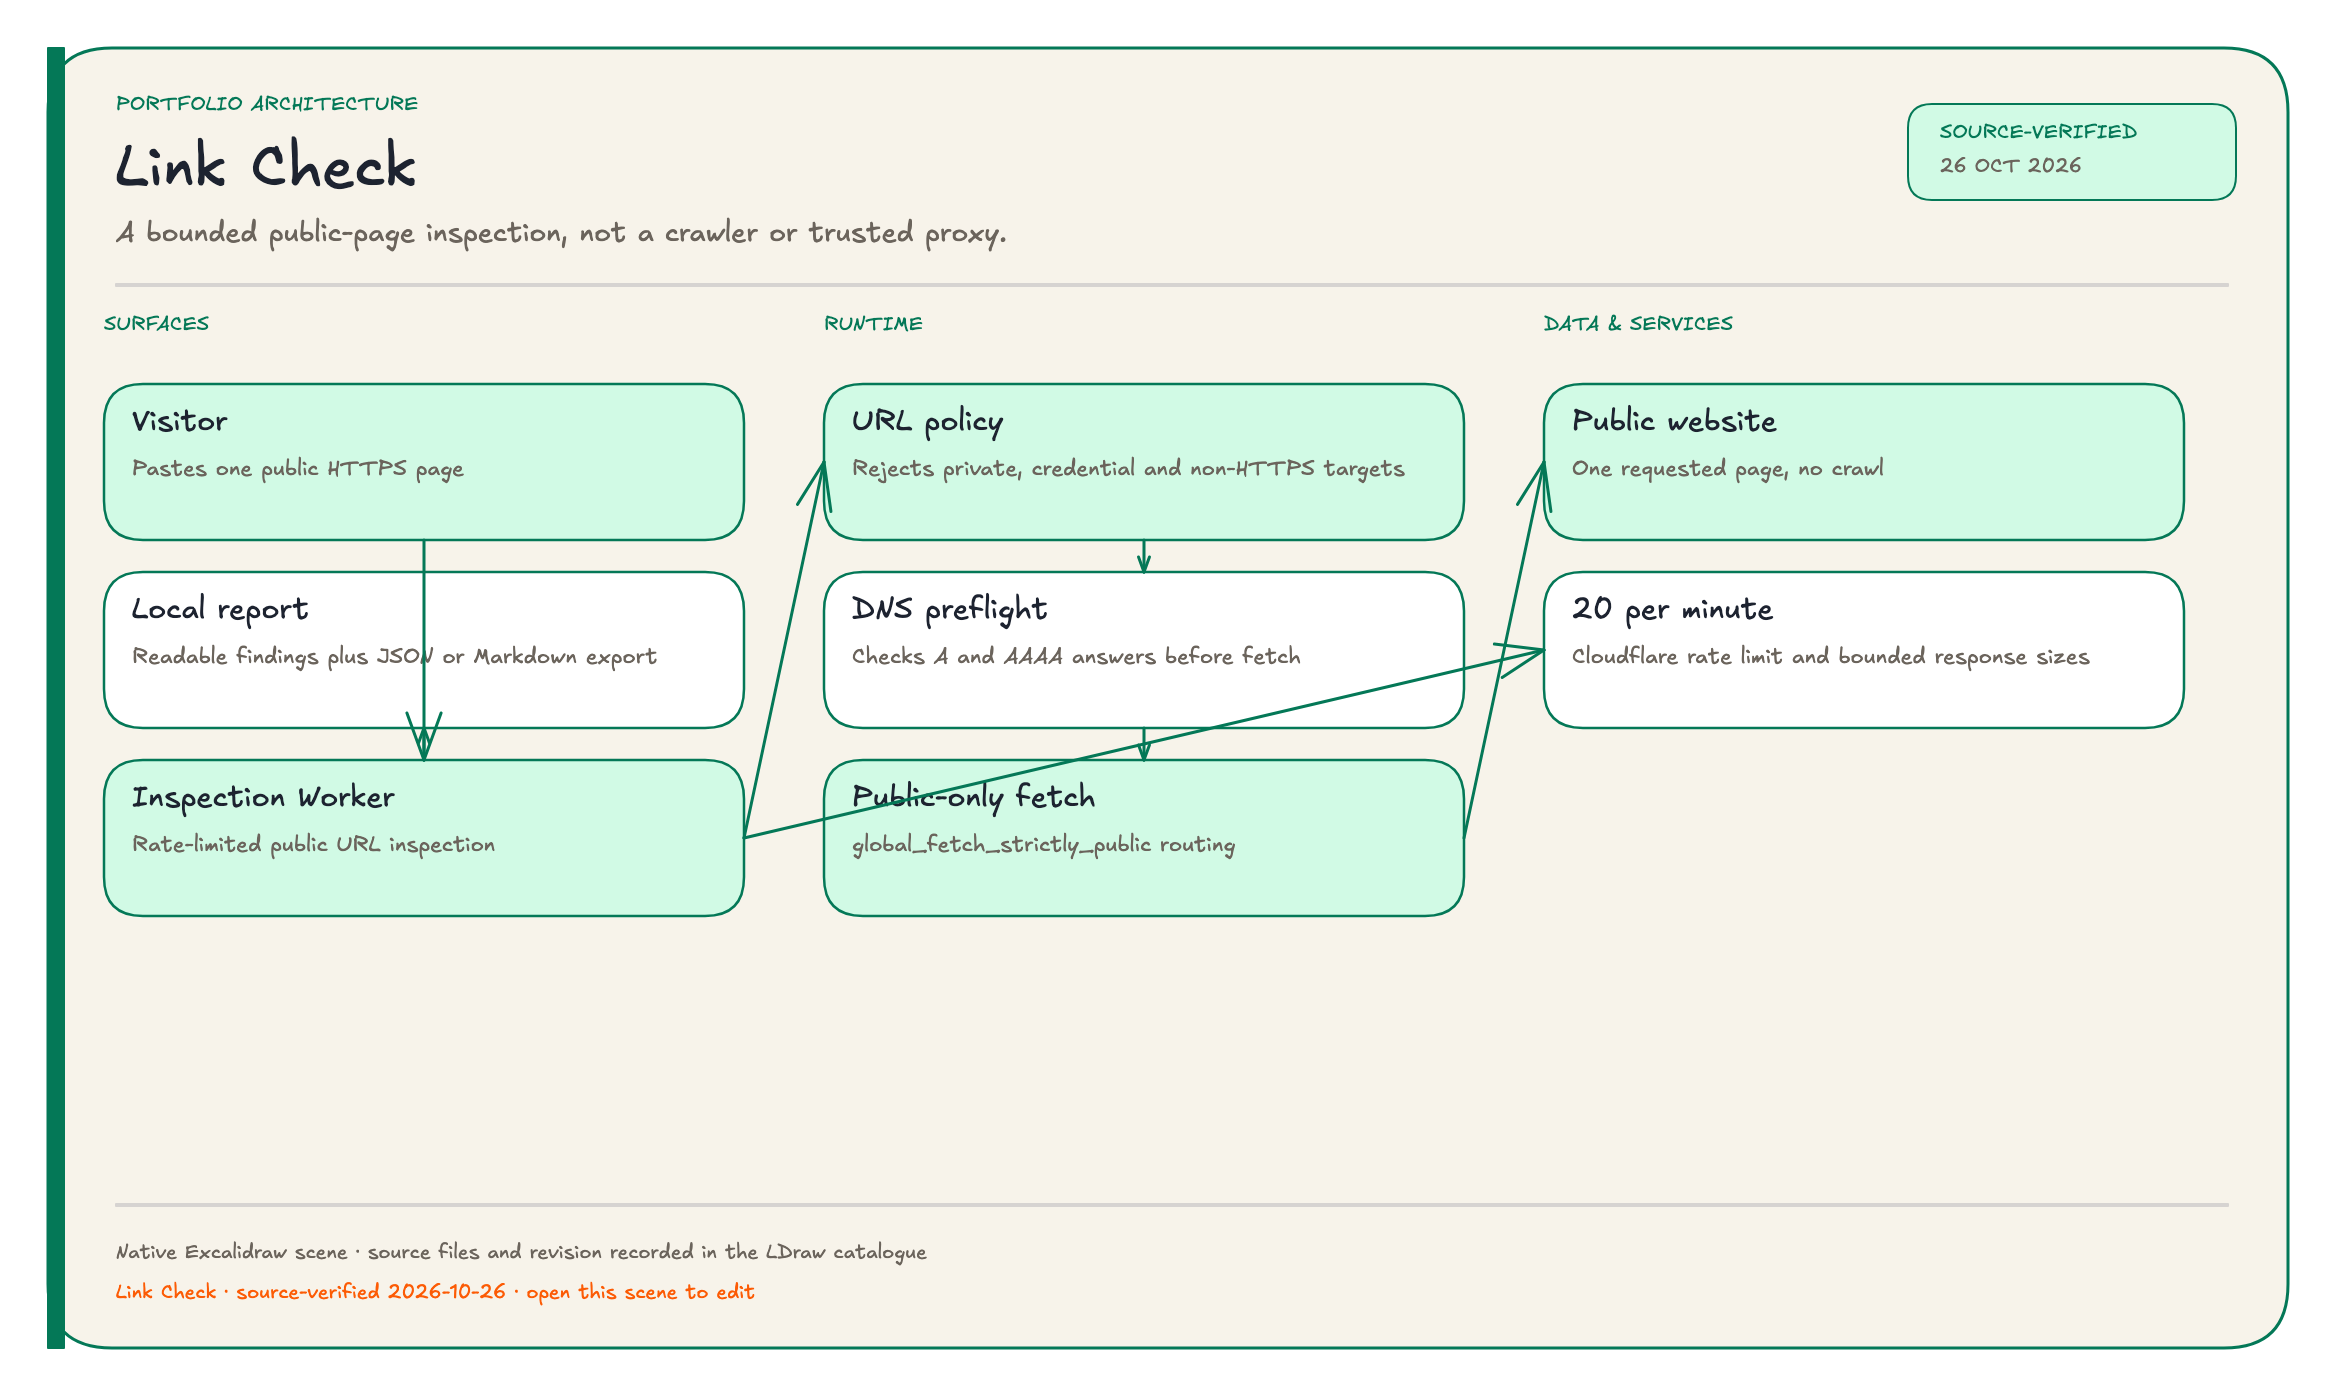 PORTFOLIO ARCHITECTURE
Link Check
A bounded public-page inspection, not a crawler or trusted proxy.
SOURCE-VERIFIED
26 OCT 2026
SURFACES
Visitor
Pastes one public HTTPS page
Local report
Readable findings plus JSON or Markdown export
Inspection Worker
Rate-limited public URL inspection
RUNTIME
URL policy
Rejects private, credential and non-HTTPS targets
DNS preflight
Checks A and AAAA answers before fetch
Public-only fetch
global_fetch_strictly_public routing
DATA & SERVICES
Public website
One requested page, no crawl
20 per minute
Cloudflare rate limit and bounded response sizes
Native Excalidraw scene · source files and revision recorded in the LDraw catalogue
Link Check · source-verified 2026-10-26 · open this scene to edit